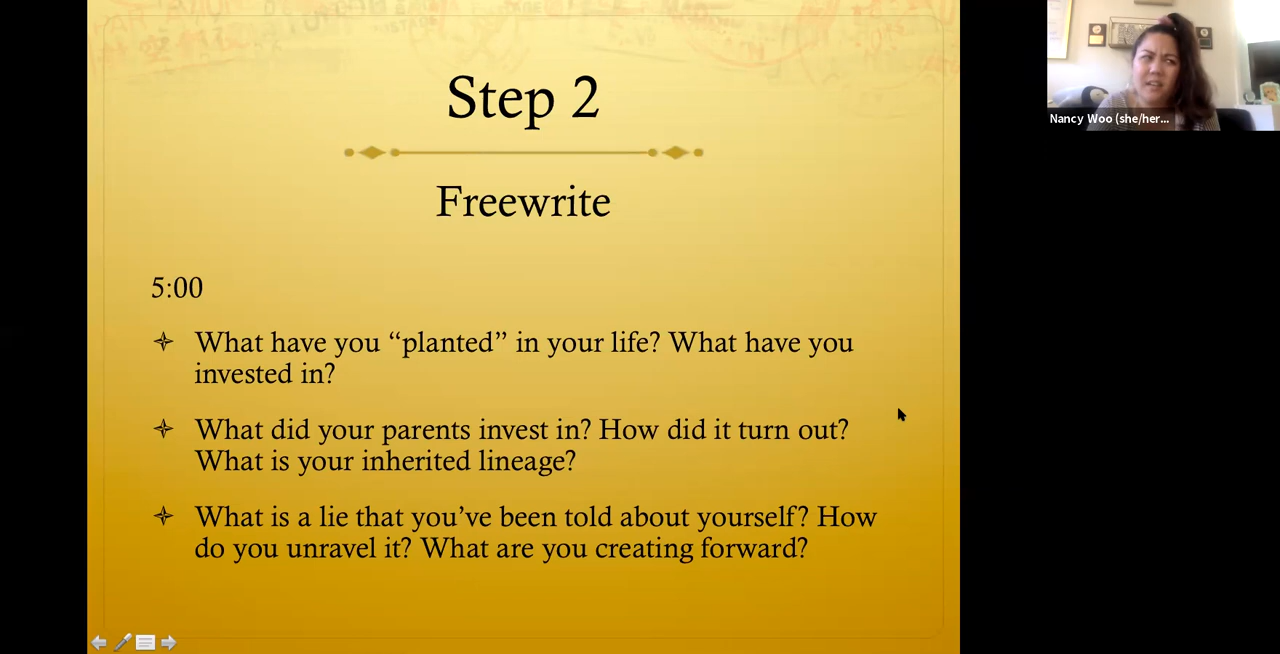 Step 2
Freewrite
5:00
What have you “planted” in your life? What have you
invested in?
What did your parents invest in? How did it turn out?
What is your inherited lineage?
What is a lie that you’ve been told about yourself? How
do you unravel it? What are you creating forward?
Nancy Woo (she/her...